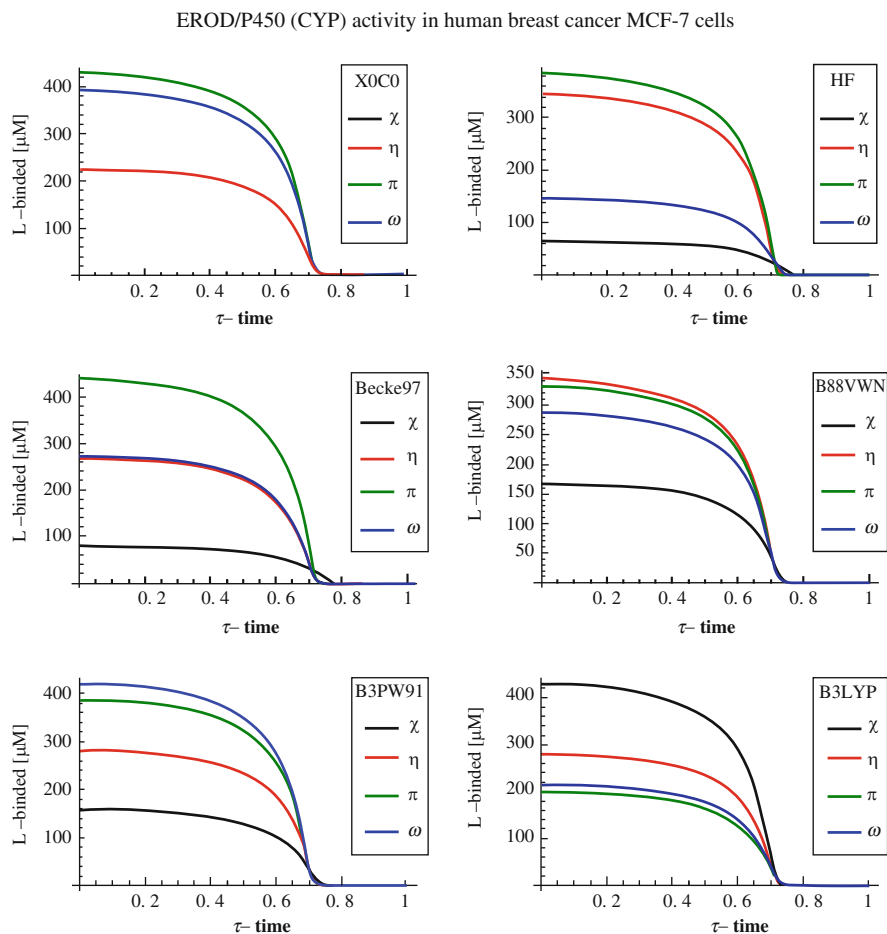 EROD/P450 (CYP) activity in human breast cancer MCF-7 cells
L –binded [μM]
400
300
200
100
0. 2
0. 4
0. 6
0. 8
1
τ– time
X0C0
χ
η
π
ω
L –binded [μM]
300
200
100
0. 2
0. 4
0. 6
0. 8
1
τ– time
HF
χ
η
π
ω
L –binded [μM]
400
300
200
100
0. 2
0. 4
0. 6
0. 8
1
τ– time
Becke97
χ
η
π
ω
L –binded [μM]
350
300
250
200
150
100
50
0. 2
0. 4
0. 6
0. 8
1
τ– time
B88VWN
χ
η
π
ω
L –binded [μM]
400
300
200
100
0. 2
0. 4
0. 6
0. 8
1
τ– time
B3PW91
χ
η
π
ω
L –binded [μM]
400
300
200
100
0. 2
0. 4
0. 6
0. 8
1
τ– time
B3LYP
χ
η
π
ω